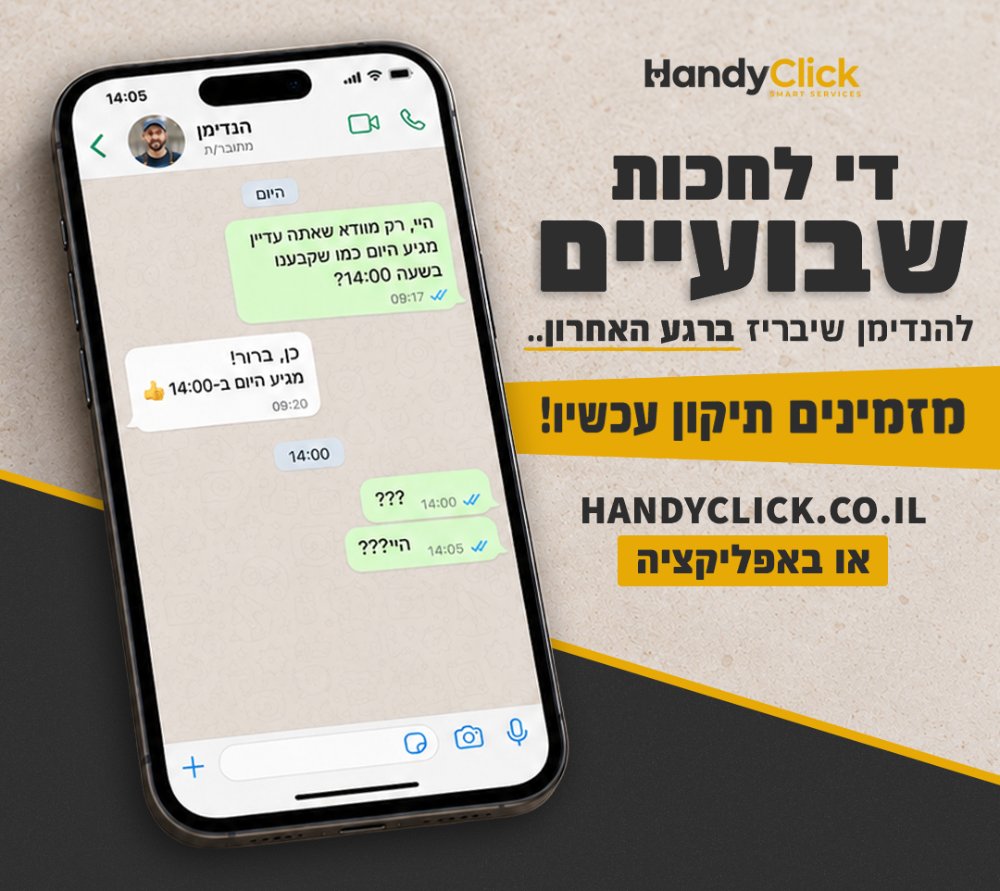 14:05
הנדימן
מתובר/ת
היום
היי, רק מוודא שאתה עדיין
מגיע היום כמו שקבענו
בשעה 14:00?
09:17
כן, ברור!
מגיע היום ב-14:00 👍
09:20
14:00
??? 14:00
היי??? 14:05
HandyClick
SMART SERVICES
די לחכות
שבועיים
להנדימן שיבריז ברגע האחרון..
מזמינים תיקון עכשיו!
HANDYCLICK.CO.IL
או באפליקציה